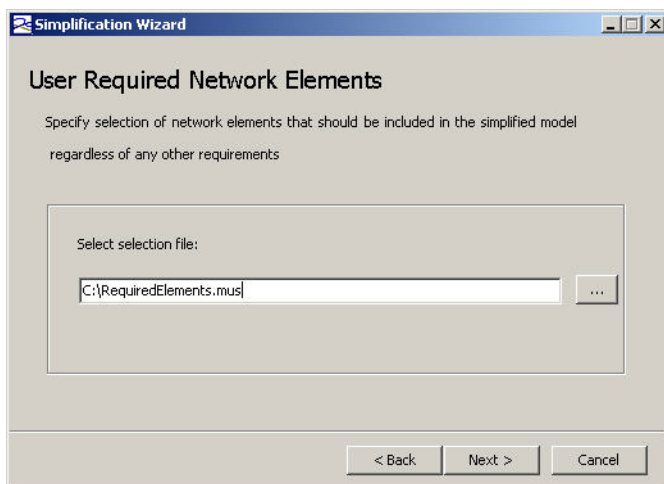 Simplification Wizard
User Required Network Elements
Specify selection of network elements that should be included in the simplified model
regardless of any other requirements
Select selection file:
C:\RequiredElements.mus
...
< Back
Next >
Cancel